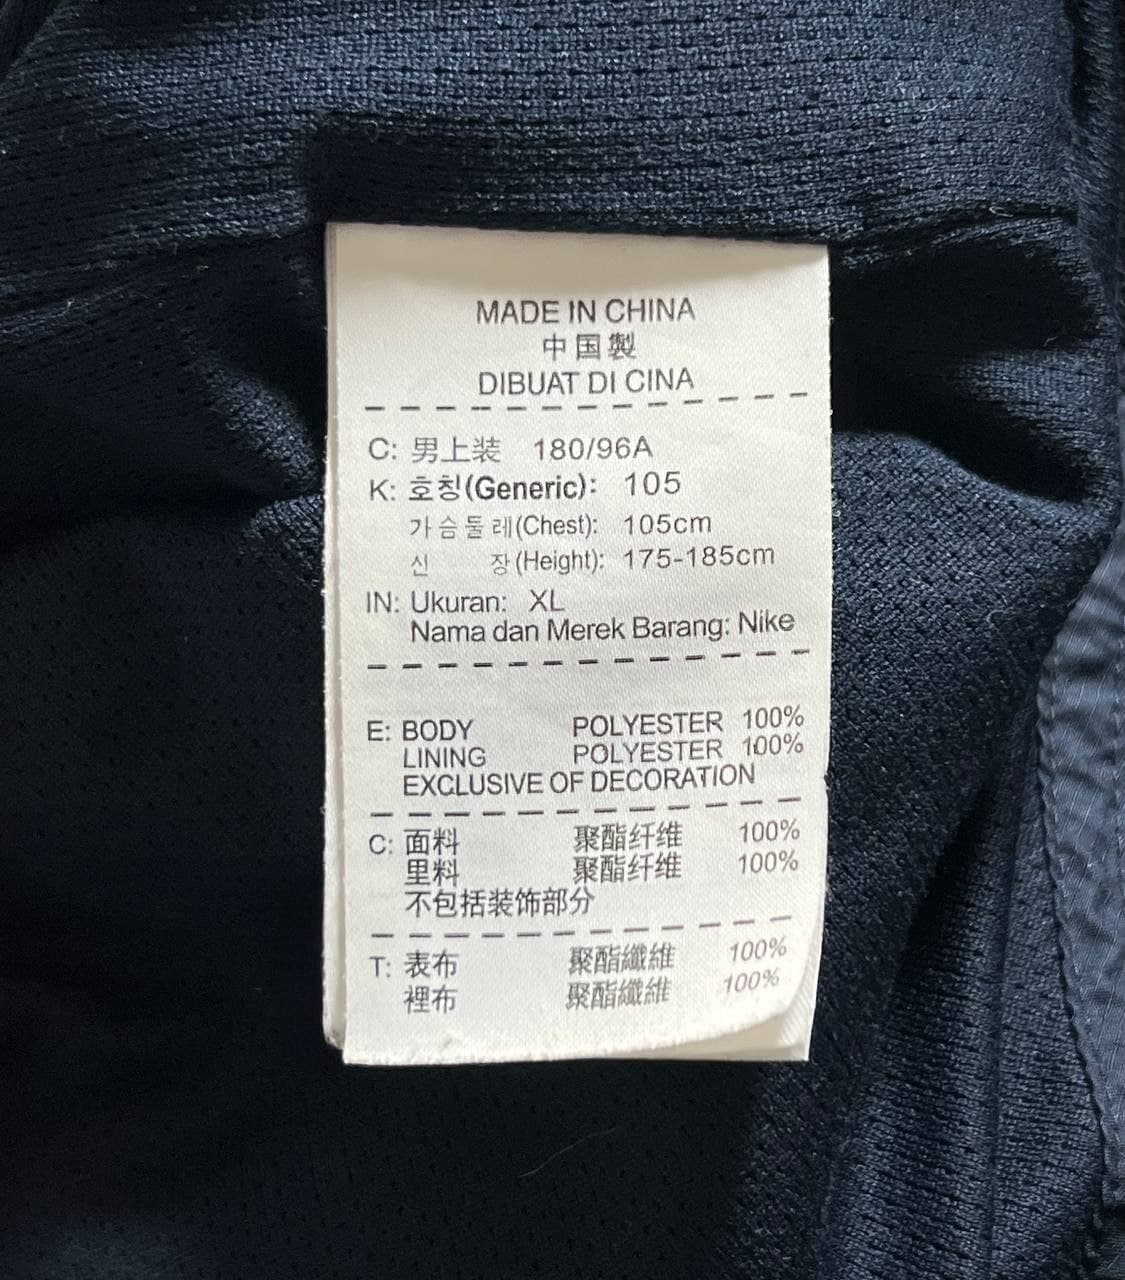 MADE IN CHINA
中国製
DIBUAT DI CINA
C: 男上装 180/96A
K: 호칭(Generic): 105
가슴둘레(Chest): 105cm
신 장(Height): 175-185cm
IN: Ukuran: XL
Nama dan Merek Barang: Nike
E: BODY POLYESTER 100%
LINING POLYESTER 100%
EXCLUSIVE OF DECORATION
C: 面料 聚酯纤维 100%
里料 聚酯纤维 100%
不包括装饰部分
T: 表布 聚酯纖維 100%
裡布 聚酯纖維 100%